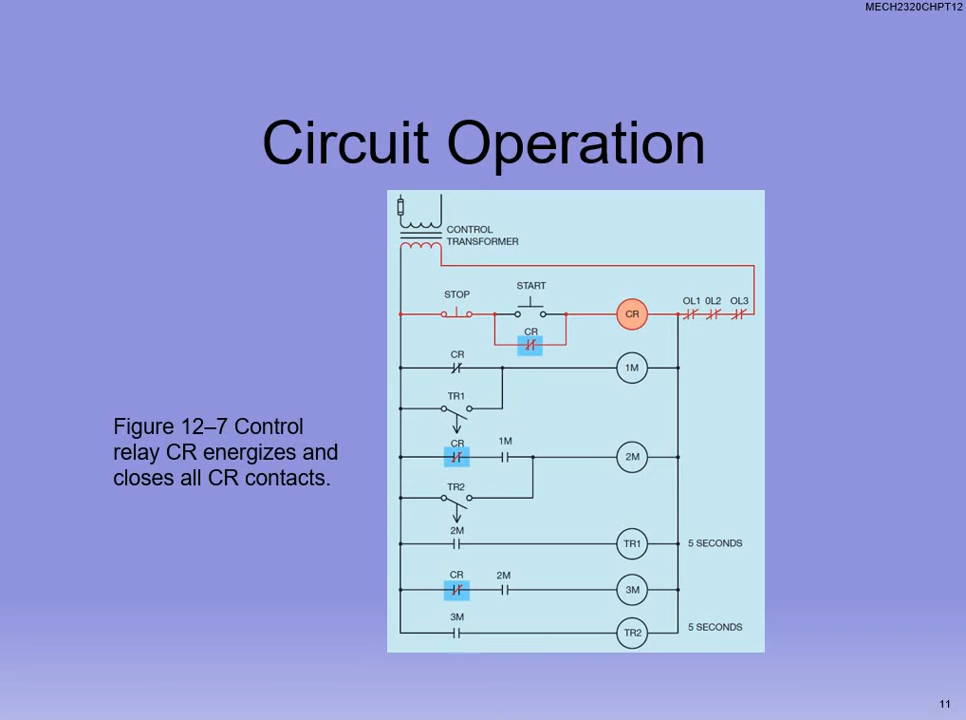 MECH2320CHPT12
Circuit Operation
CONTROL
TRANSFORMER
START
STOP
OL1 0L2 OL3
CR
CR
CR
1M
TR1
CR 1M
2M
TR2
2M
TR1 5 SECONDS
CR 2M
3M
3M
TR2 5 SECONDS
Figure 12–7 Control
relay CR energizes and
closes all CR contacts.
11